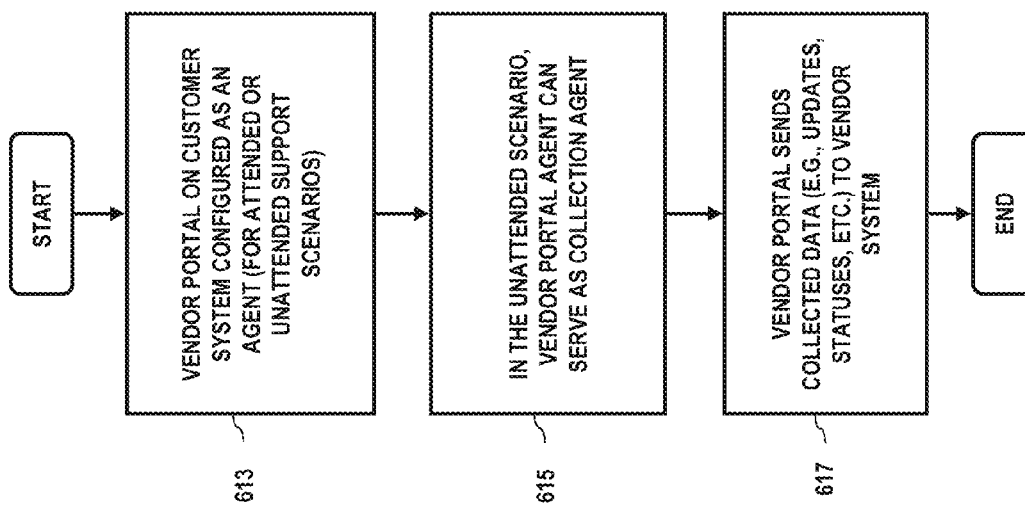 START
VENDOR PORTAL ON CUSTOMER
SYSTEM CONFIGURED AS AN
AGENT (FOR ATTENDED OR
UNATTENDED SUPPORT
SCENARIOS)
613
IN THE UNATTENDED SCENARIO,
VENDOR PORTAL AGENT CAN
SERVE AS COLLECTION AGENT
615
VENDOR PORTAL SENDS
COLLECTED DATA (E.G., UPDATES,
STATUSES, ETC.) TO VENDOR
SYSTEM
617
END